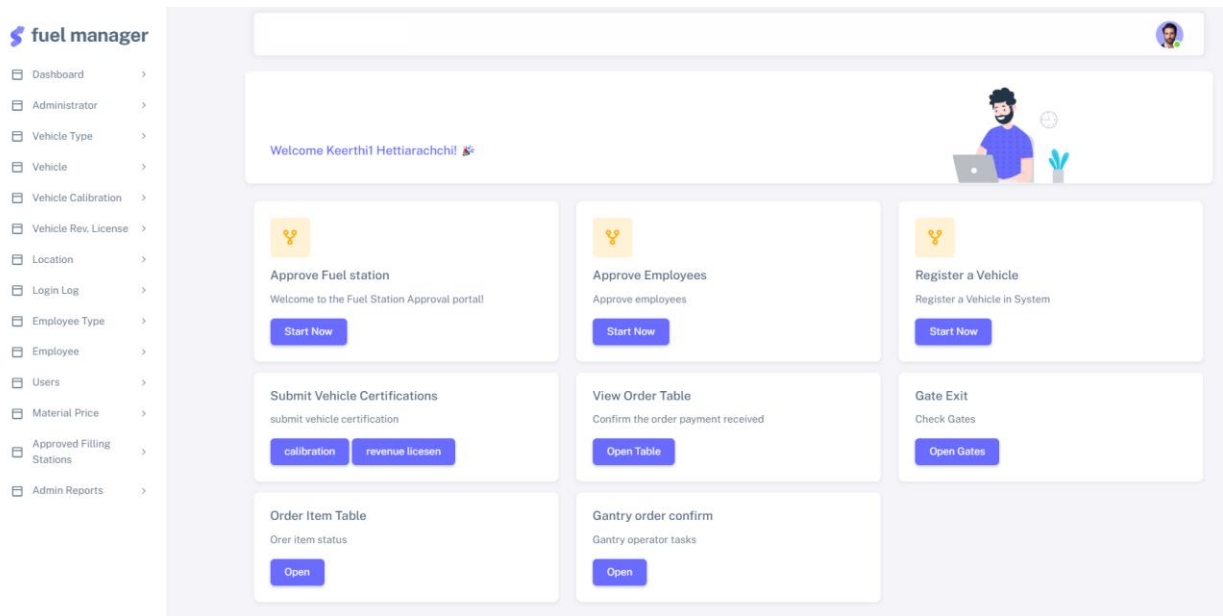 fuel manager
Dashboard
Administrator
Vehicle Type
Vehicle
Vehicle Calibration
Vehicle Rev. License
Location
Login Log
Employee Type
Employee
Users
Material Price
Approved Filling
Stations
Admin Reports
Welcome Keerthi1 Hettiarachchi!
Approve Fuel station
Welcome to the Fuel Station Approval portal!
Start Now
Approve Employees
Approve employees
Start Now
Register a Vehicle
Register a Vehicle in System
Start Now
Submit Vehicle Certifications
submit vehicle certification
calibration revenue licesen
View Order Table
Confirm the order payment received
Open Table
Gate Exit
Check Gates
Open Gates
Order Item Table
Orer item status
Open
Gantry order confirm
Gantry operator tasks
Open